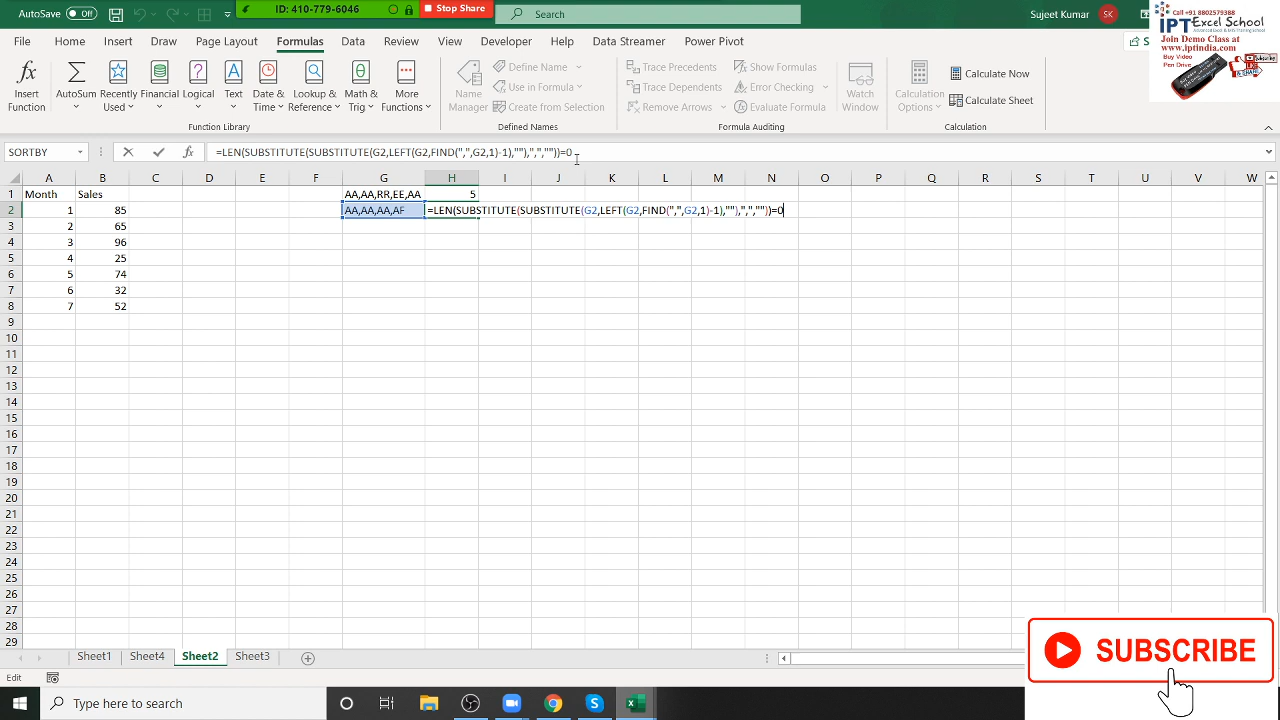 AutoSave Off
ID: 410-779-6046
Stop Share
Search
Sujeet Kumar
SK
Call +91 8802579388
IPT Excel School
Advanced Excel & VBA Training School
Join Demo Class at
www.iptindia.com
Buy Video
Pen Drive
File Home Insert Draw Page Layout Formulas Data Review View Developer Help Data Streamer Power Pivot
Insert Function
AutoSum
Recently Used
Financial
Logical
Text
Date & Time
Lookup & Reference
Math & Trig
More Functions
Function Library
Name Manager
Define Name
Use in Formula
Create from Selection
Defined Names
Trace Precedents
Trace Dependents
Remove Arrows
Show Formulas
Error Checking
Evaluate Formula
Formula Auditing
Watch Window
Calculation Options
Calculate Now
Calculate Sheet
Calculation
SORTBY
=LEN(SUBSTITUTE(SUBSTITUTE(G2,LEFT(G2,FIND(",",G2,1)-1),""),",",""))=0
A B C D E F G H I J K L M N O P Q R S T U V W
1 Month Sales AA,AA,RR,EE,AA 5
2 1 85 AA,AA,AA,AF =LEN(SUBSTITUTE(SUBSTITUTE(G2,LEFT(G2,FIND(",",G2,1)-1),""),",",""))=0
3 2 65
4 3 96
5 4 25
6 5 74
7 6 32
8 7 52
9
10
11
12
13
14
15
16
17
18
19
20
21
22
23
24
25
26
27
28
29
SUBSCRIBE
Sheet1 Sheet4 Sheet2 Sheet3
Edit
Type here to search